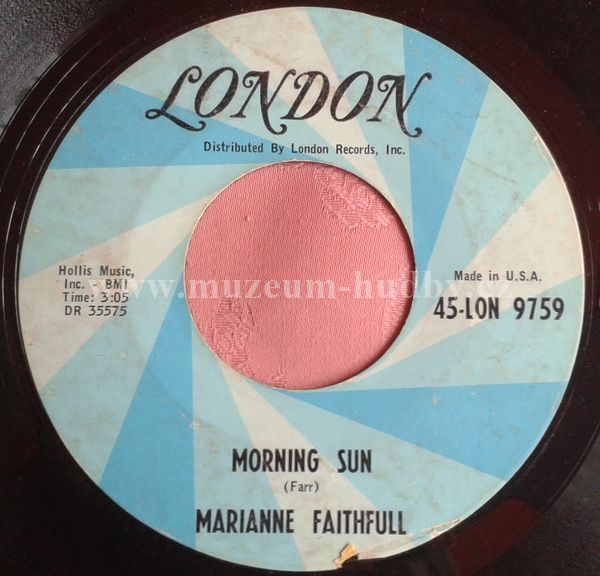 LONDON
Distributed By London Records, Inc.
Hollis Music,
Inc. BMI
Time: 3:05
DR 35575
Made in U.S.A.
45-LON 9759
www.muzeum-hudby.cz
MORNING SUN
(Farr)
MARIANNE FAITHFULL